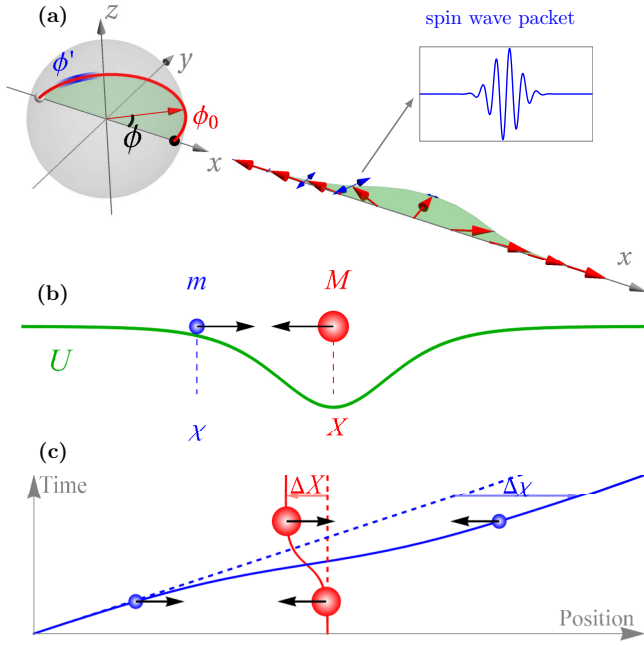 (a)
spin wave packet
z
ϕ'
y
ϕ₀
ϕ
x
x
(b)
m
M
U
χ
X
(c)
Time
ΔX
Δχ
Position